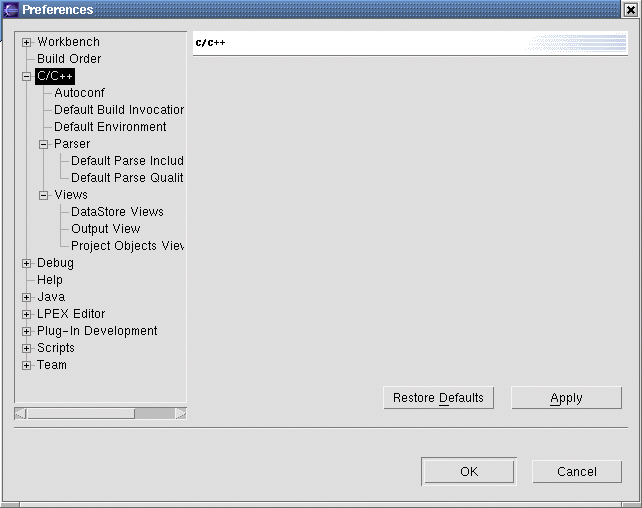 Preferences
Workbench
Build Order
C/C++
Autoconf
Default Build Invocation
Default Environment
Parser
Default Parse Includ
Default Parse Qualit
Views
DataStore Views
Output View
Project Objects View
Debug
Help
Java
LPEX Editor
Plug-In Development
Scripts
Team
C/C++
Restore Defaults
Apply
OK
Cancel